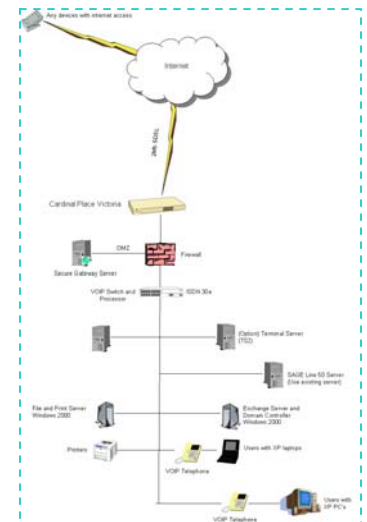 Any devices with internet access
Internet
2Mb SDSL
Cardinal Place Victoria
DMZ
Firewall
Secure Gateway Server
VOIP Switch and
Processor
ISDN 30e
(Option) Terminal Server
(TS2)
SAGE Line 50 Server
(Use existing server)
File and Print Server
Windows 2000
Exchange Server and
Domain Controller
Windows 2000
Printers
Users with XP laptops
VOIP Telephone
Users with
XP PC's
VOIP Telephone